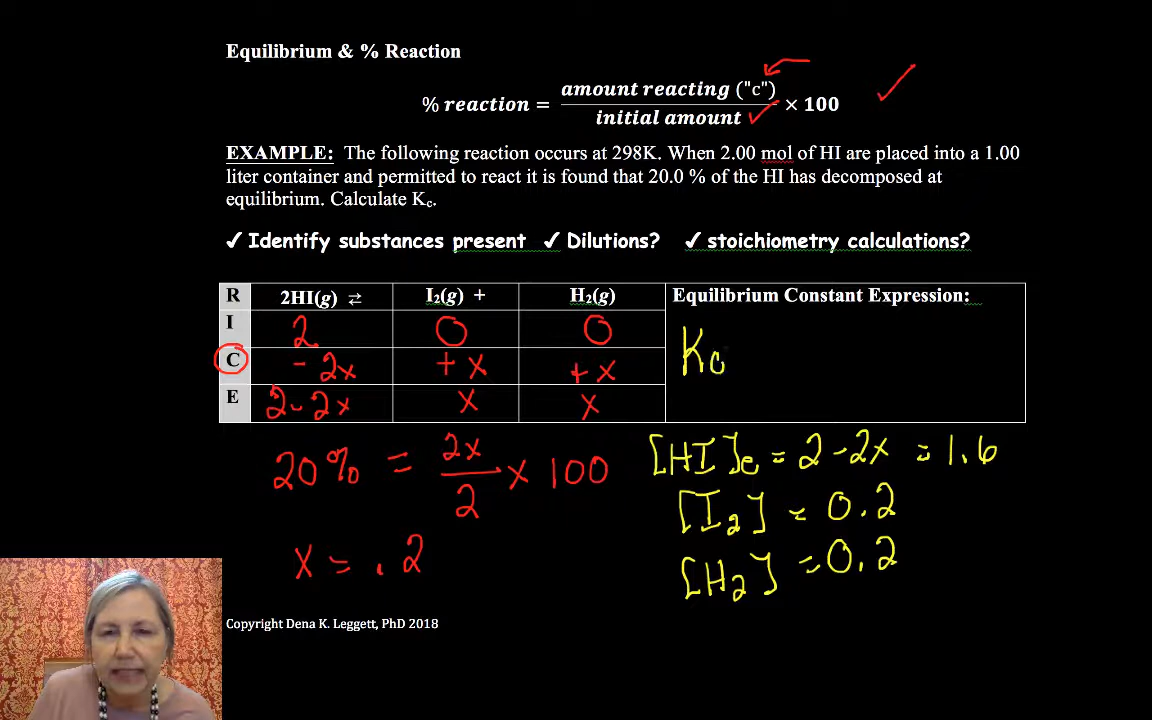 Equilibrium & % Reaction
% reaction = amount reacting ("c") / initial amount × 100 ✓
✓
EXAMPLE: The following reaction occurs at 298K. When 2.00 mol of HI are placed into a 1.00
liter container and permitted to react it is found that 20.0 % of the HI has decomposed at
equilibrium. Calculate Kc.
✓ Identify substances present ✓ Dilutions? ✓ stoichiometry calculations?
R 2HI(g) ⇄ I₂(g) + H₂(g) Equilibrium Constant Expression:
I 2 0 0
C - 2x + x + x
E 2 - 2x x x
Kc
20% = 2x / 2 x 100
x = .2
[HI]e = 2 - 2x = 1.6
[I₂] = 0.2
[H₂] = 0.2
Copyright Dena K. Leggett, PhD 2018